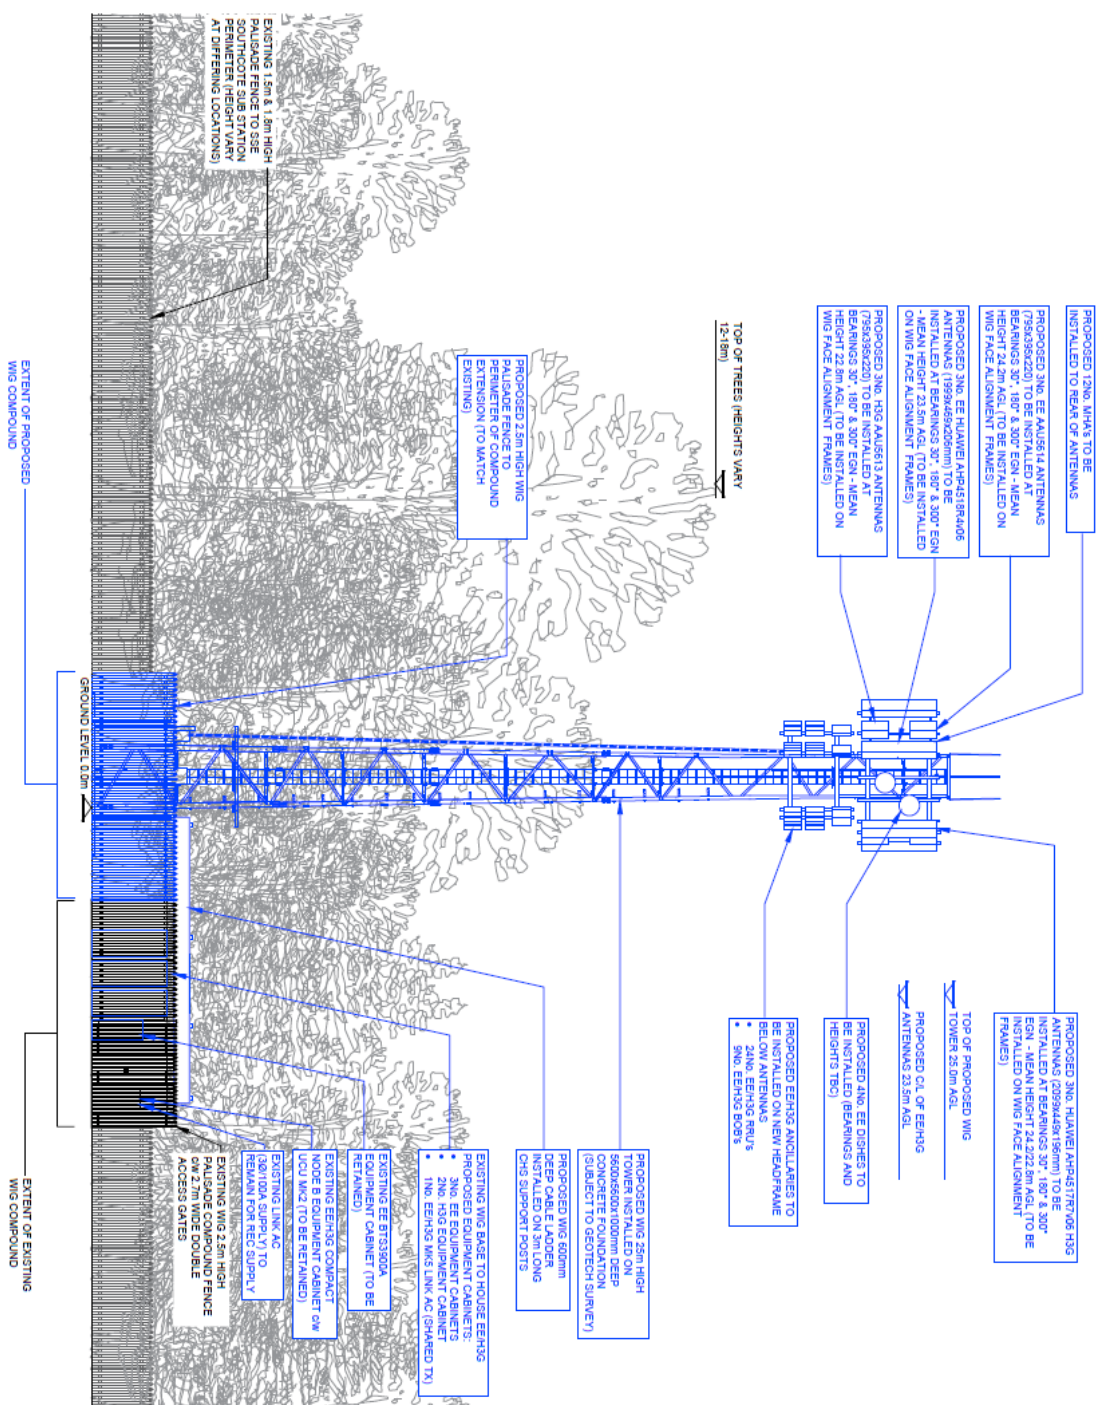 PROPOSED 12No. MHA's TO BE
INSTALLED TO REAR OF ANTENNAS
PROPOSED 3No. EE AAU5614 ANTENNAS
(795x395x220) TO BE INSTALLED AT
BEARINGS 30°, 180° & 300° EGN - MEAN
HEIGHT 24.2m AGL (TO BE INSTALLED ON
WIG FACE ALIGNMENT FRAMES)
PROPOSED 3No. EE HUAWEI AHP4518R4v06
ANTENNAS (1999x469x206mm) TO BE
INSTALLED AT BEARINGS 30°, 180° & 300° EGN
- MEAN HEIGHT 23.5m AGL (TO BE INSTALLED
ON WIG FACE ALIGNMENT FRAMES)
PROPOSED 3No. H3G AAU5613 ANTENNAS
(795x395x220) TO BE INSTALLED AT
BEARINGS 30°, 180° & 300° EGN - MEAN
HEIGHT 22.8m AGL (TO BE INSTALLED ON
WIG FACE ALIGNMENT FRAMES)
TOP OF TREES (HEIGHTS VARY
12-18m)
PROPOSED 2.5m HIGH WIG
PALISADE FENCE TO
PERIMETER OF COMPOUND
EXTENSION (TO MATCH
EXISTING)
EXISTING 1.5m & 1.8m HIGH
PALISADE FENCE TO SSE
SOUTHCOTE SUB STATION
PERIMETER (HEIGHT VARY
AT DIFFERING LOCATIONS)
EXTENT OF PROPOSED
WIG COMPOUND
GROUND LEVEL 0.0m
PROPOSED 3No. HUAWEI AHP4517R7v06 H3G
ANTENNAS (2099x449x196mm) TO BE
INSTALLED AT BEARINGS 30°, 180° & 300°
EGN - MEAN HEIGHT 24.2/22.8m AGL (TO BE
INSTALLED ON WIG FACE ALIGNMENT
FRAMES)
TOP OF PROPOSED WIG
TOWER 25.0m AGL
PROPOSED C/L OF EE/H3G
ANTENNAS 23.5m AGL
PROPOSED 4No. EE DISHES TO
BE INSTALLED (BEARINGS AND
HEIGHTS TBC)
PROPOSED EE/H3G ANCILLARIES TO
BE INSTALLED ON NEW HEADFRAME
BELOW ANTENNAS
• 24No. EE/H3G RRU's
• 9No. EE/H3G BOB's
PROPOSED WIG 25m HIGH
TOWER INSTALLED ON
5600x5600x1000mm DEEP
CONCRETE FOUNDATION
(SUBJECT TO GEOTECH SURVEY)
PROPOSED WIG 600mm
DEEP CABLE LADDER
INSTALLED ON 3m LONG
CHS SUPPORT POSTS
EXISTING WIG BASE TO HOUSE EE/H3G
PROPOSED EQUIPMENT CABINETS:
• 3No. EE EQUIPMENT CABINETS
• 2No. H3G EQUIPMENT CABINET
• 1No. EE/H3G MK5 LINK AC (SHARED TX)
EXISTING EE BTS3900A
EQUIPMENT CABINET (TO BE
RETAINED)
EXISTING EE/H3G COMPACT
NODE B EQUIPMENT CABINET c/w
UCU MK2 (TO BE RETAINED)
EXISTING LINK AC
(3Ø/100A SUPPLY) TO
REMAIN FOR REC SUPPLY
EXISTING WIG 2.5m HIGH
PALISADE COMPOUND FENCE
c/w 2.7m WIDE DOUBLE
ACCESS GATES
EXTENT OF EXISTING
WIG COMPOUND